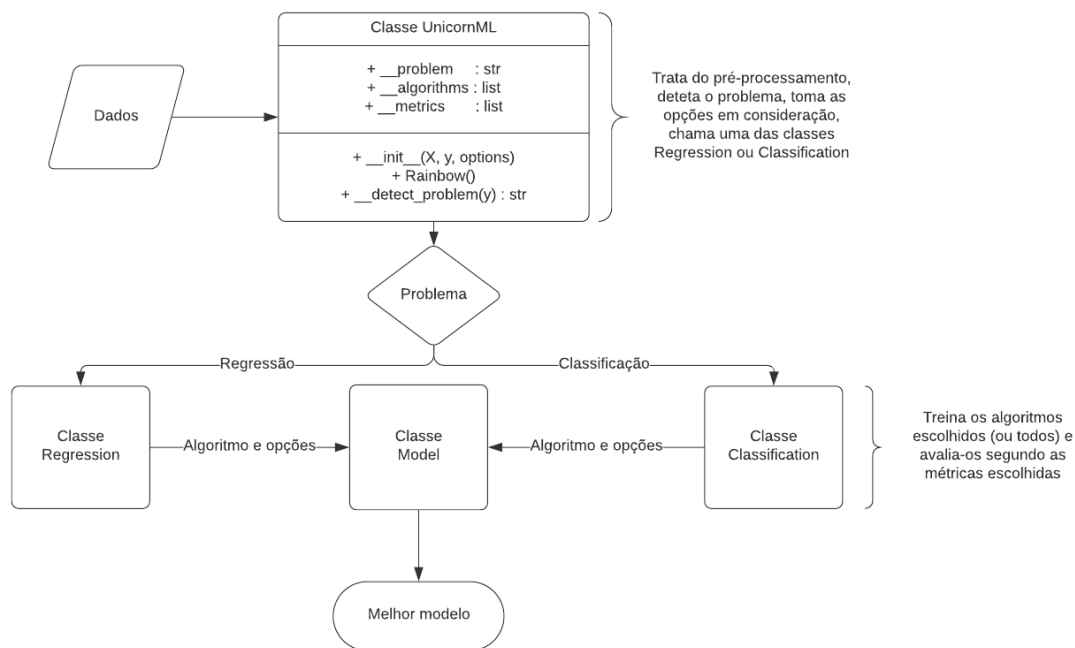 Classe UnicornML
+ __problem : str
+ __algorithms : list
+ __metrics : list
+ __init__(X, y, options)
+ Rainbow()
+ __detect_problem(y) : str
Dados
Trata do pré-processamento,
deteta o problema, toma as
opções em consideração,
chama uma das classes
Regression ou Classification
Problema
Regressão
Classificação
Classe
Regression
Algoritmo e opções
Classe
Model
Algoritmo e opções
Classe
Classification
Treina os algoritmos
escolhidos (ou todos) e
avalia-os segundo as
métricas escolhidas
Melhor modelo